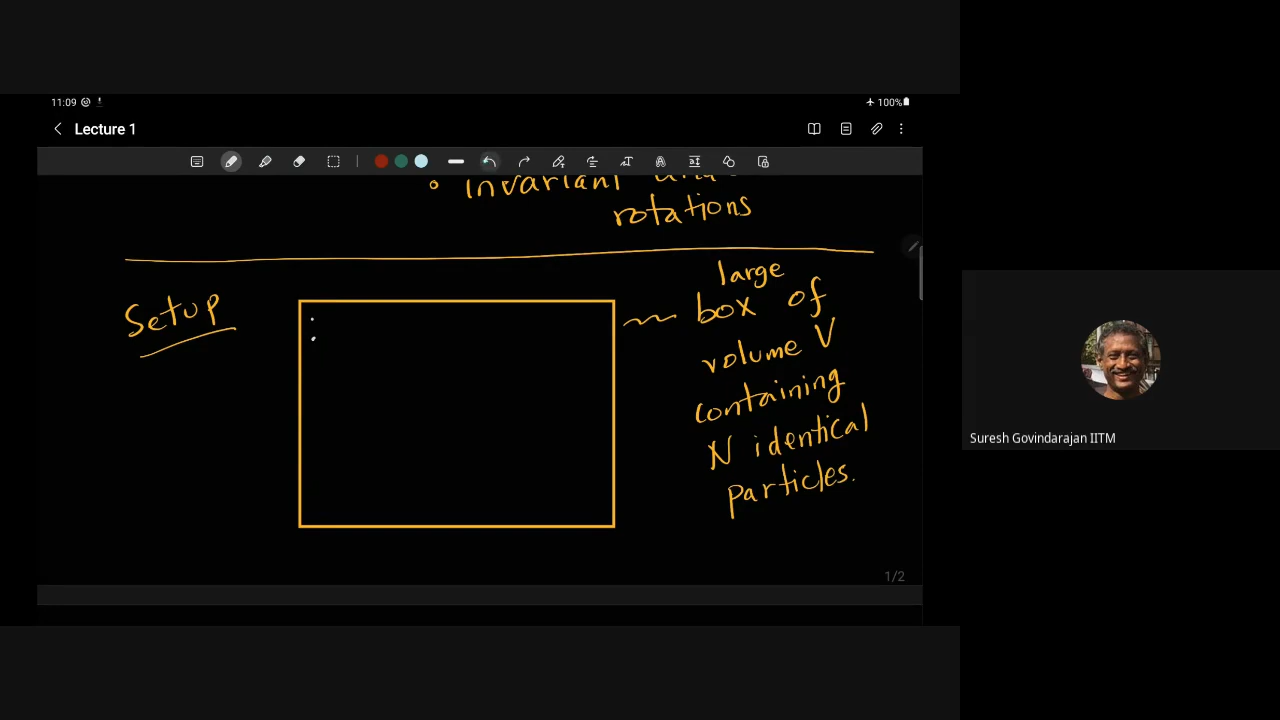 11:09
100%
Lecture 1
• invariant
rotations
Setup
large
box of
volume V
containing
N identical
particles.
1/2
Suresh Govindarajan IITM